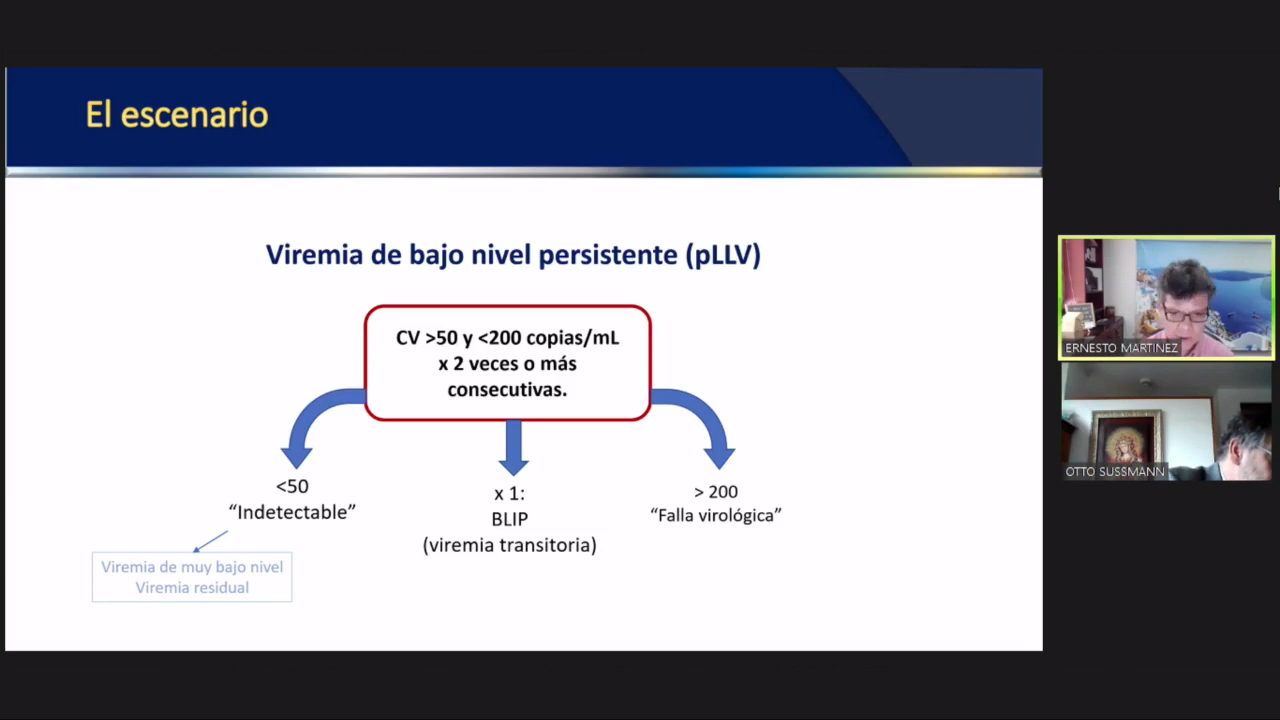 El escenario
Viremia de bajo nivel persistente (pLLV)
CV >50 y <200 copias/mL
x 2 veces o más
consecutivas.
<50
“Indetectable”
x 1:
BLIP
(viremia transitoria)
> 200
“Falla virológica”
Viremia de muy bajo nivel
Viremia residual
ERNESTO MARTINEZ
OTTO SUSSMANN